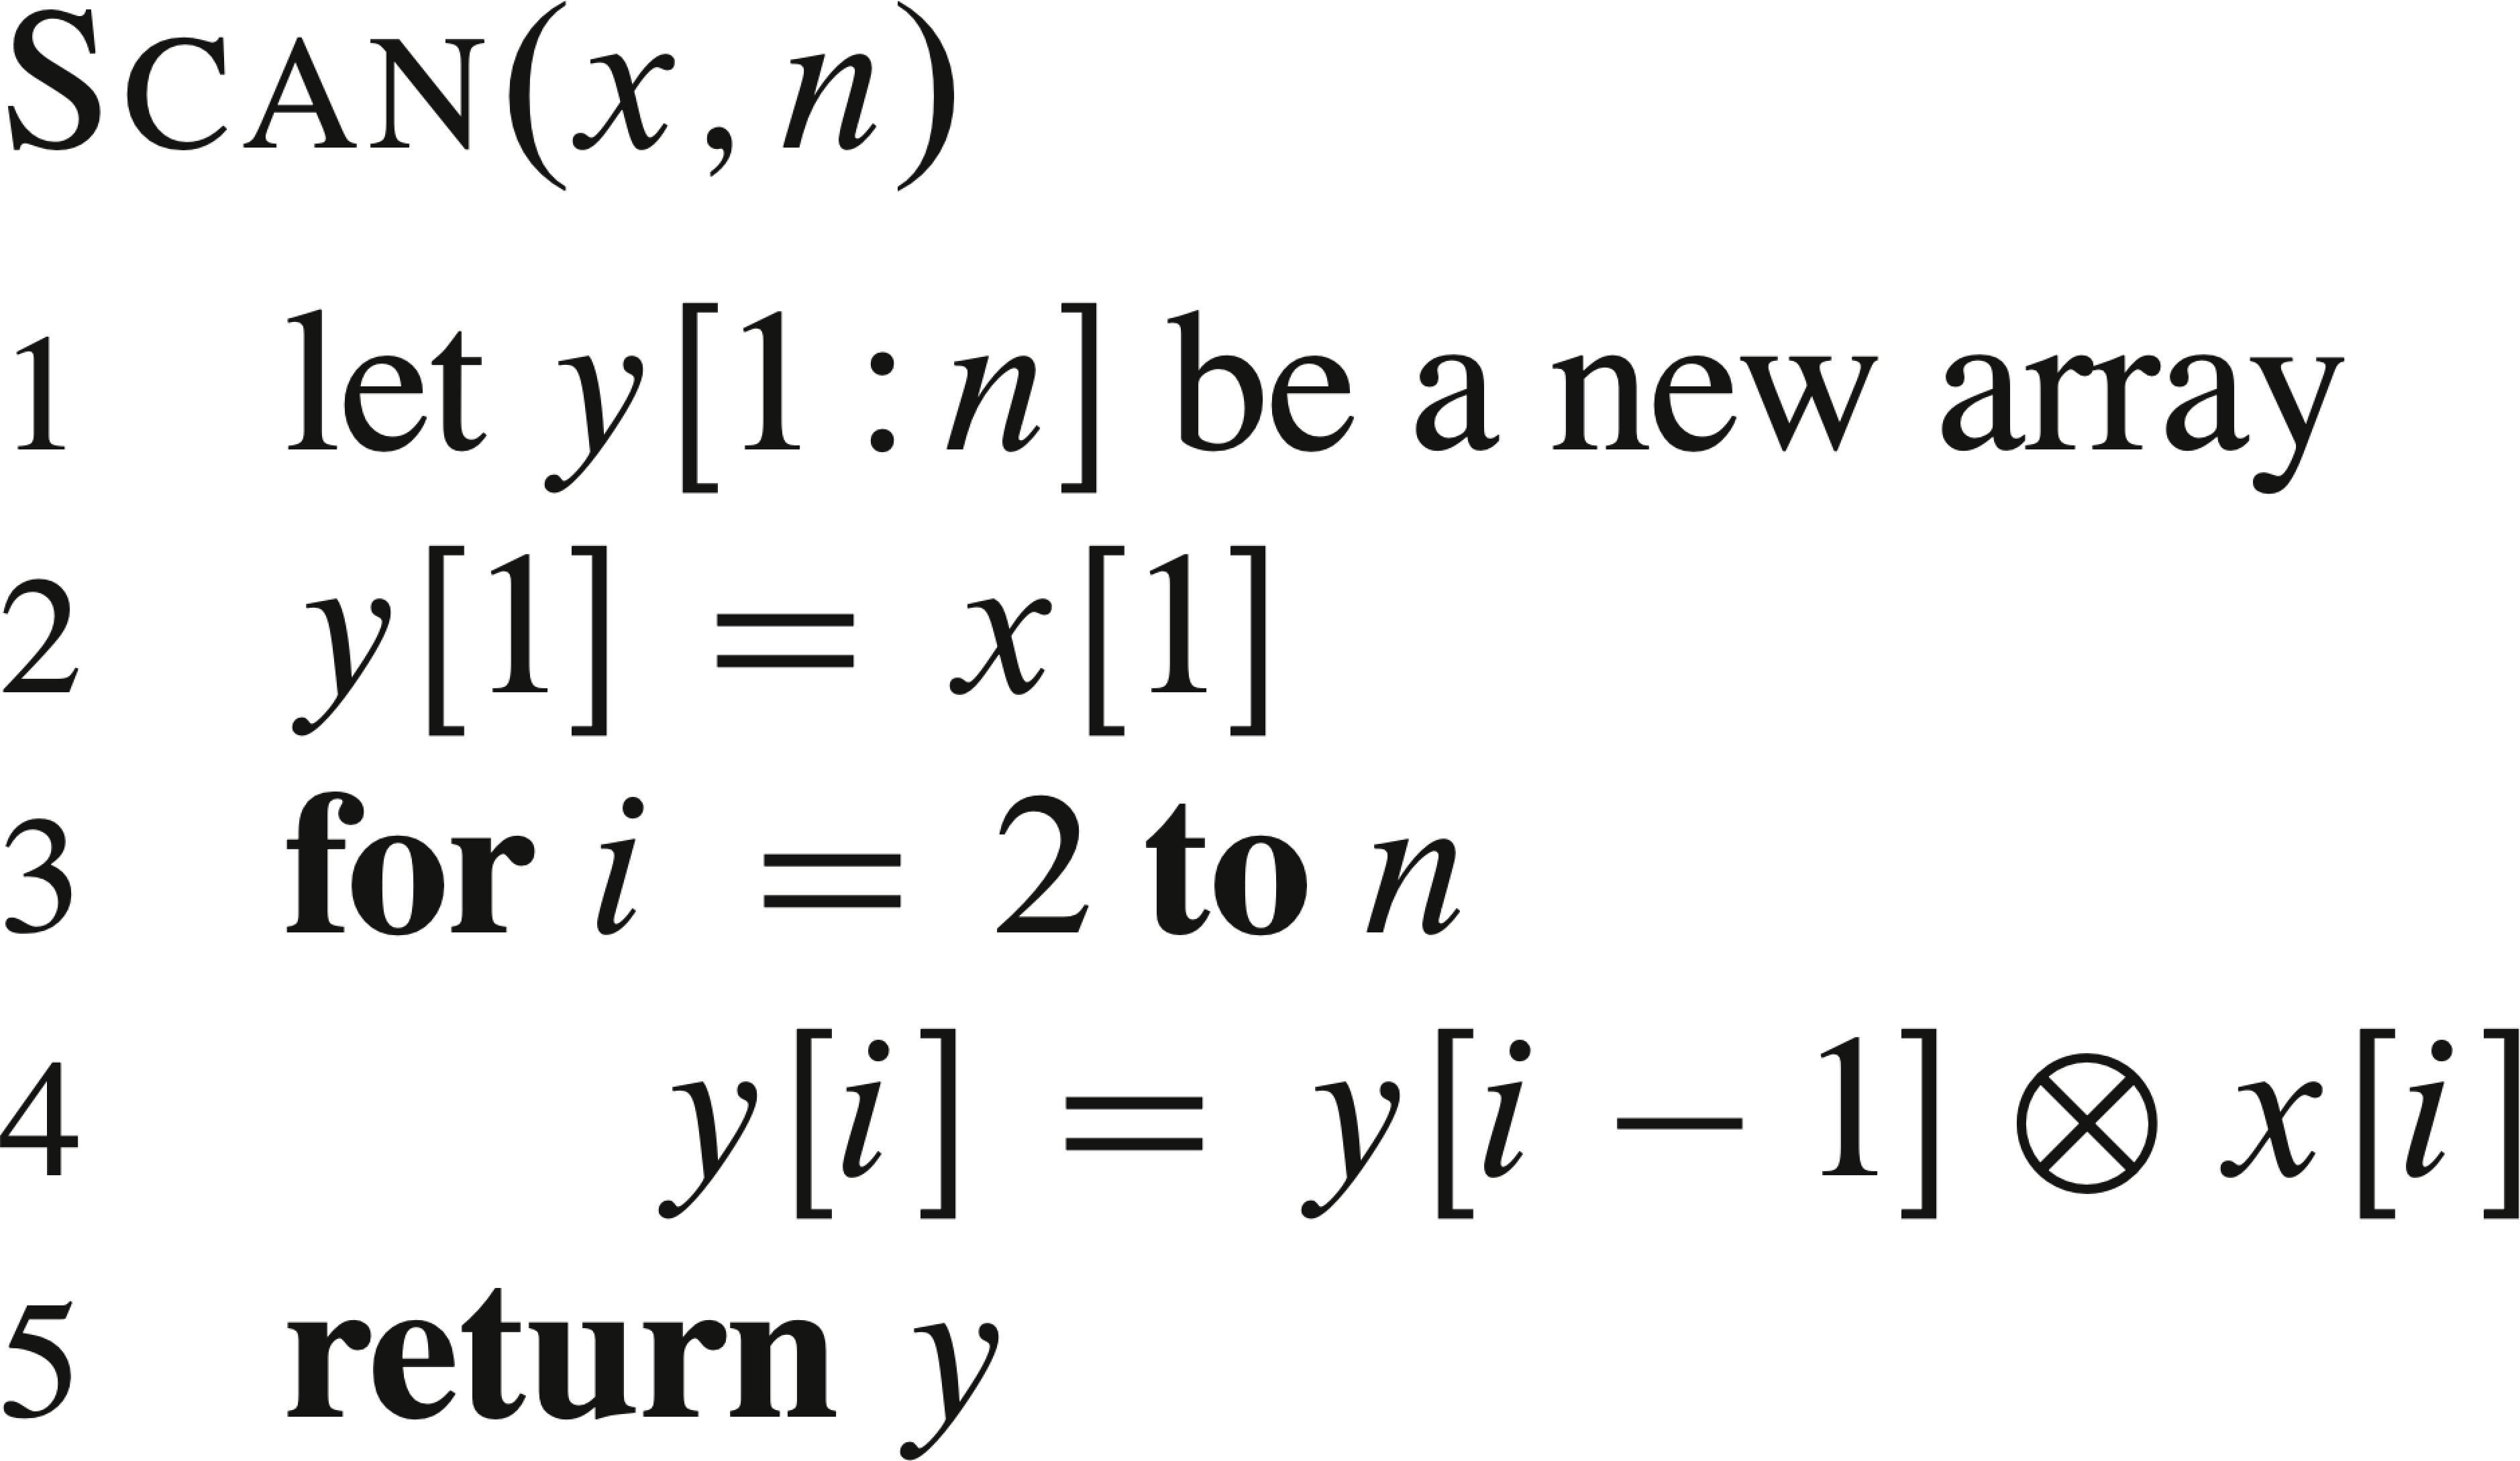 SCAN(x, n)
1 let y[1 : n] be a new array
2 y[1] = x[1]
3 for i = 2 to n
4 y[i] = y[i − 1] ⊗ x[i]
5 return y